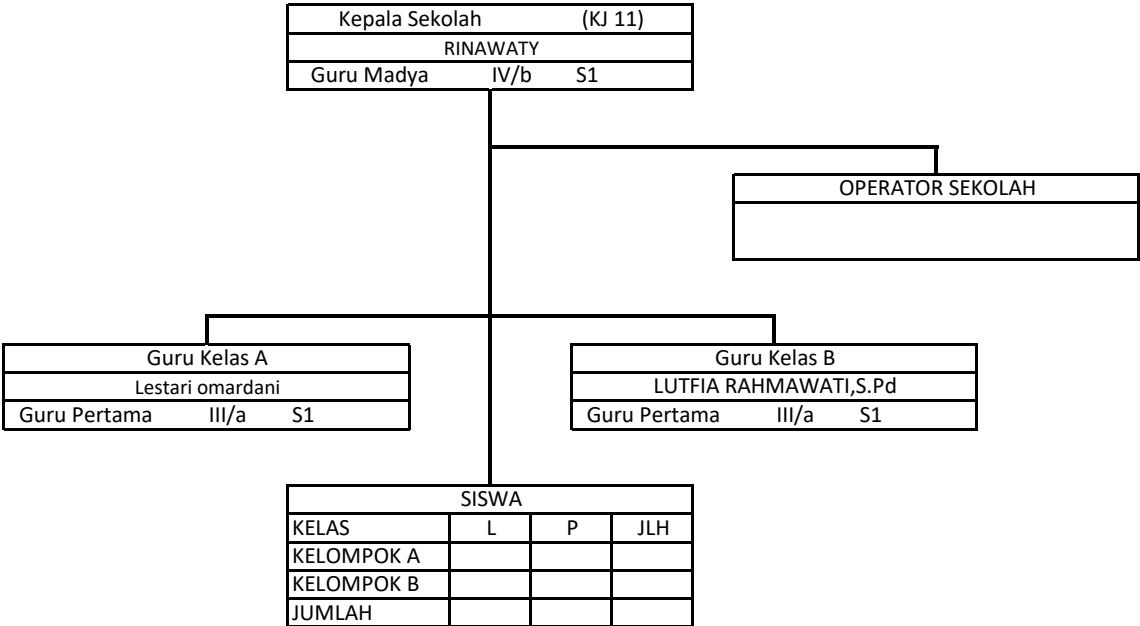 Kepala Sekolah (KJ 11)
RINAWATY
Guru Madya IV/b S1
OPERATOR SEKOLAH
Guru Kelas A
Lestari omardani
Guru Pertama III/a S1
Guru Kelas B
LUTFIA RAHMAWATI,S.Pd
Guru Pertama III/a S1
SISWA
KELAS L P JLH
KELOMPOK A
KELOMPOK B
JUMLAH